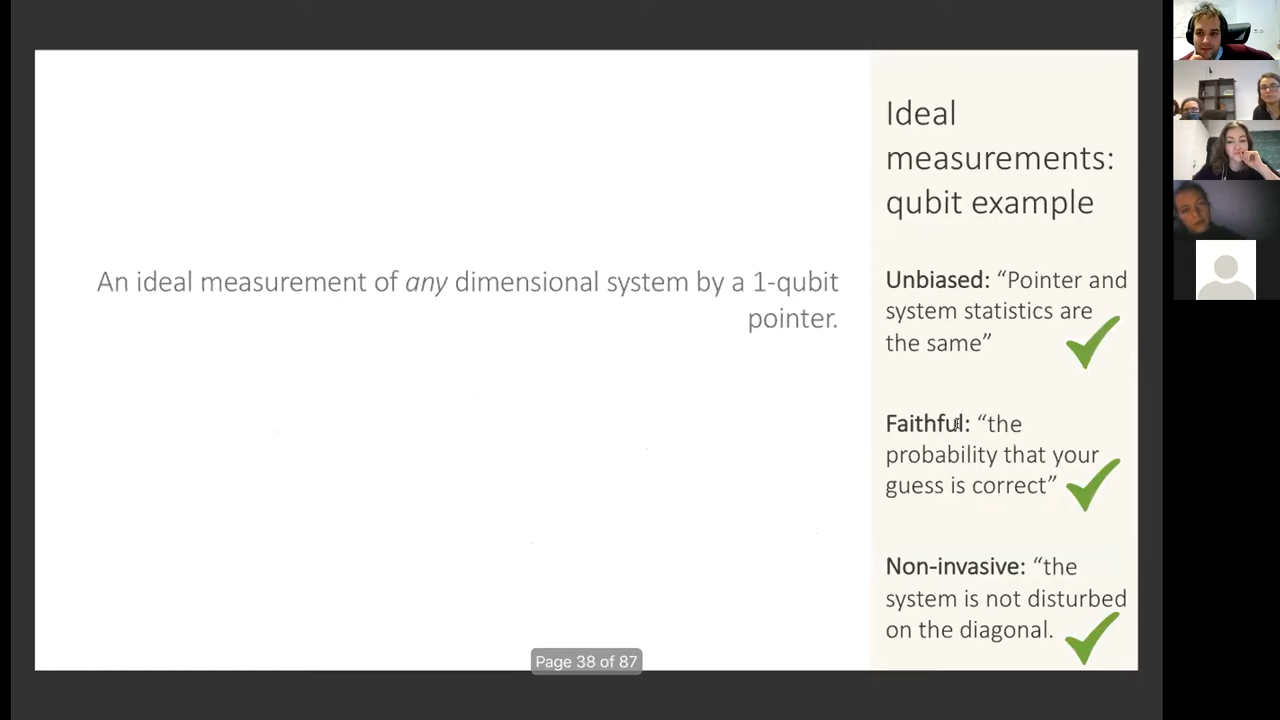 An ideal measurement of any dimensional system by a 1-qubit
pointer.
Ideal
measurements:
qubit example
Unbiased: “Pointer and
system statistics are
the same”
Faithful: “the
probability that your
guess is correct”
Non-invasive: “the
system is not disturbed
on the diagonal.
Page 38 of 87